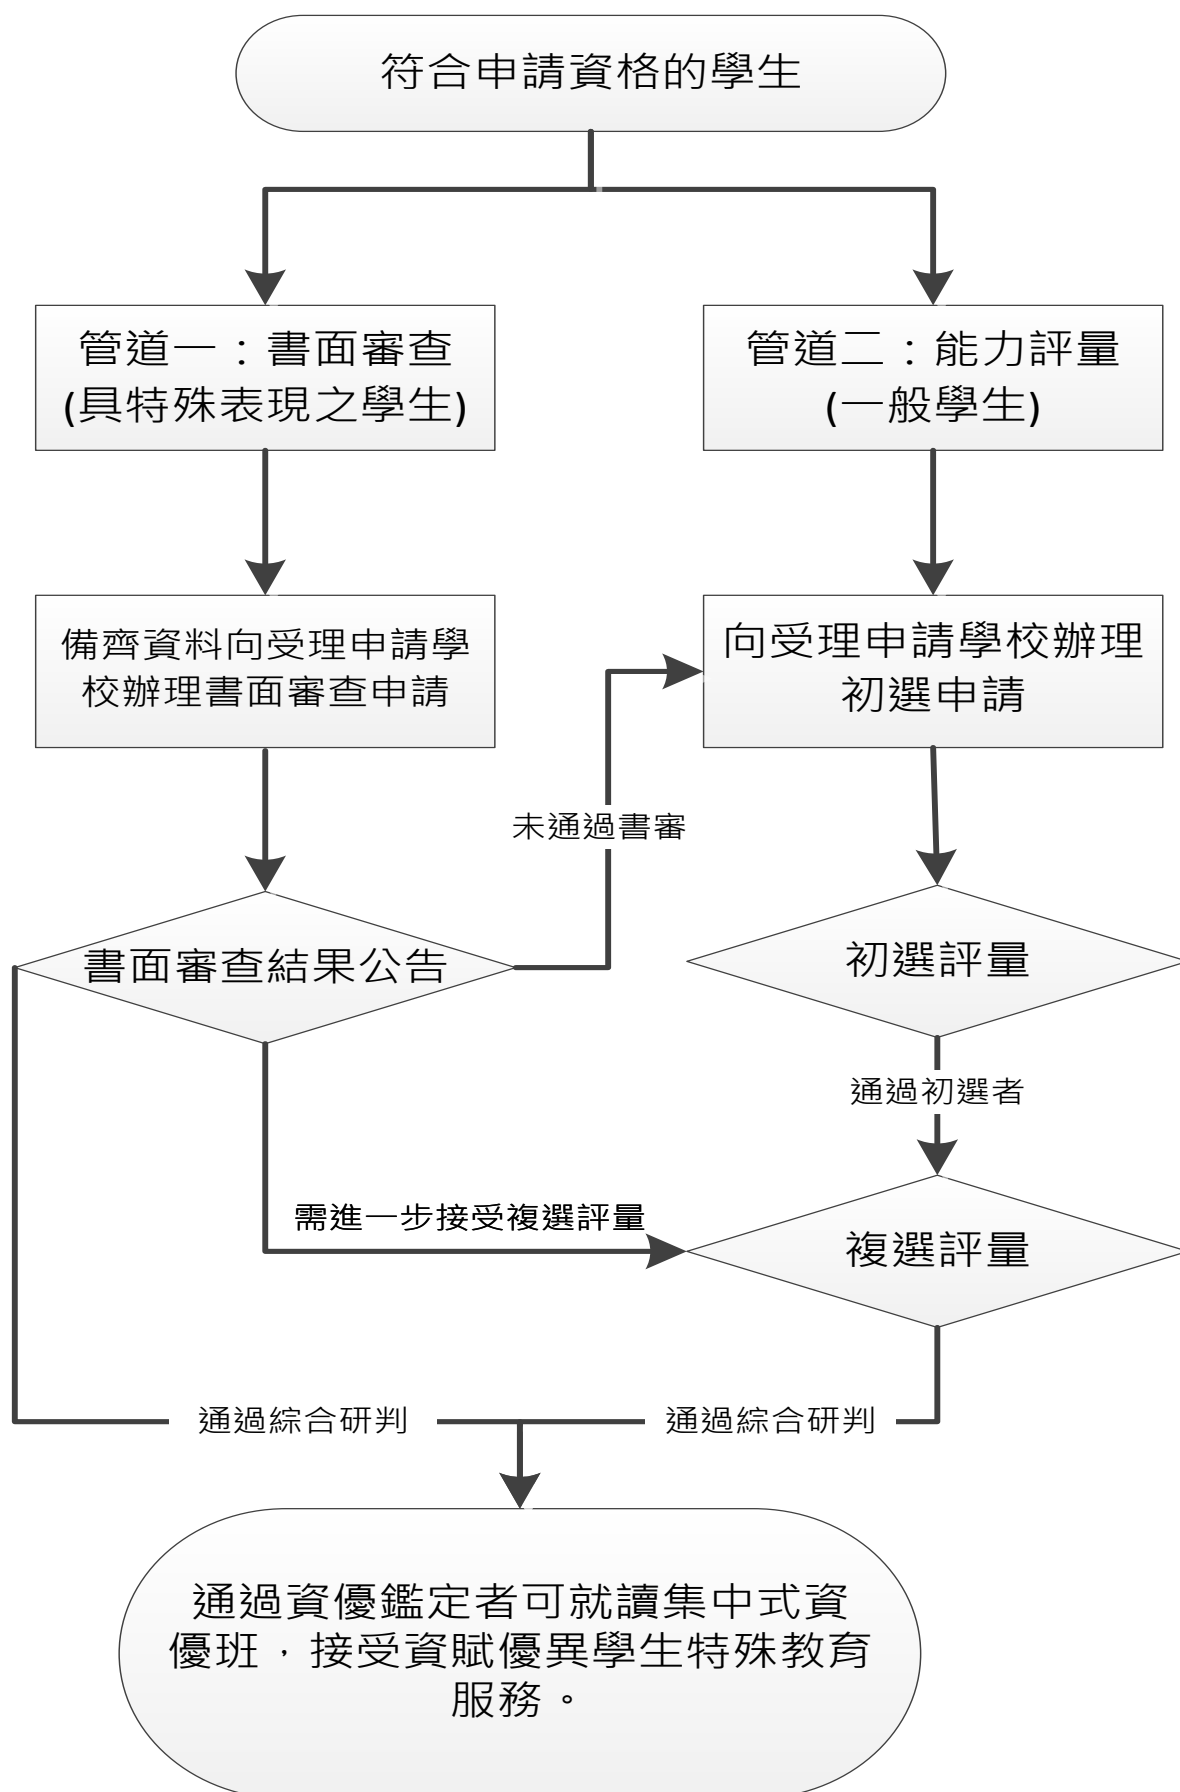 符合申請資格的學生
管道一：書面審查
(具特殊表現之學生)
管道二：能力評量
(一般學生)
備齊資料向受理申請學
校辦理書面審查申請
向受理申請學校辦理
初選申請
未通過書審
書面審查結果公告
初選評量
通過初選者
需進一步接受複選評量
複選評量
通過綜合研判
通過綜合研判
通過資優鑑定者可就讀集中式資
優班，接受資賦優異學生特殊教育
服務。